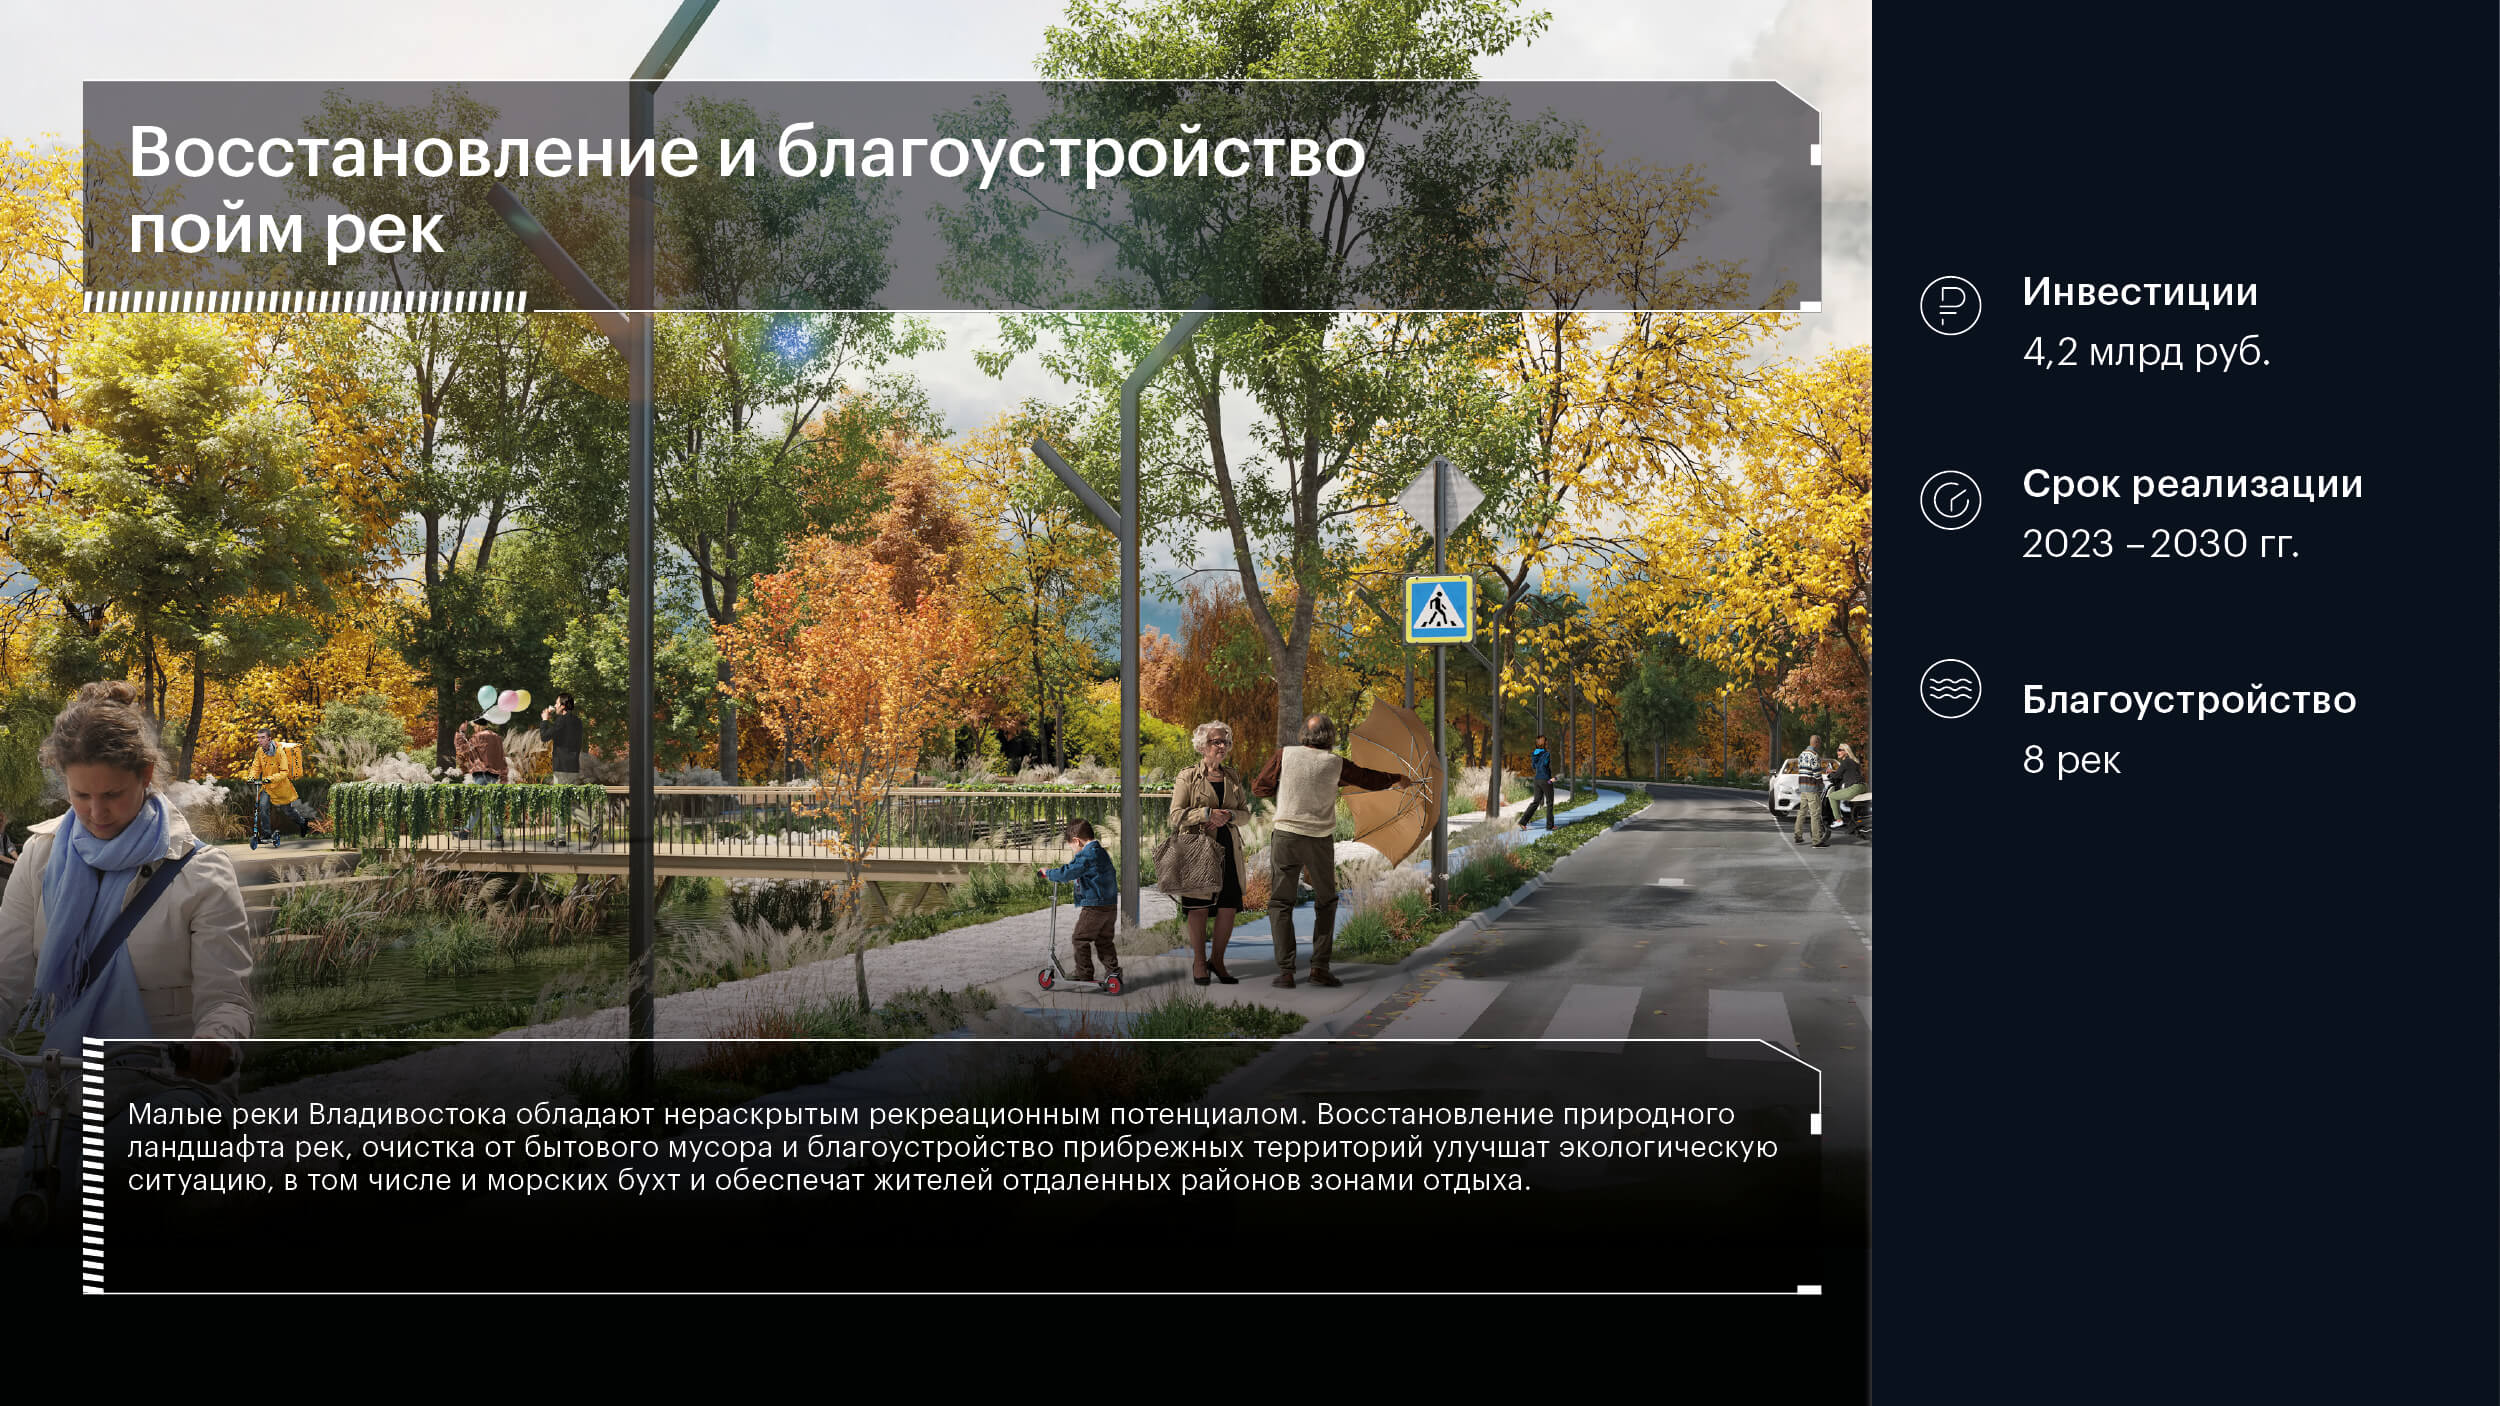 Восстановление и благоустройство
пойм рек
Инвестиции
4,2 млрд руб.
Срок реализации
2023 – 2030 гг.
Благоустройство
8 рек
Малые реки Владивостока обладают нераскрытым рекреационным потенциалом. Восстановление природного
ландшафта рек, очистка от бытового мусора и благоустройство прибрежных территорий улучшат экологическую
ситуацию, в том числе и морских бухт и обеспечат жителей отдаленных районов зонами отдыха.